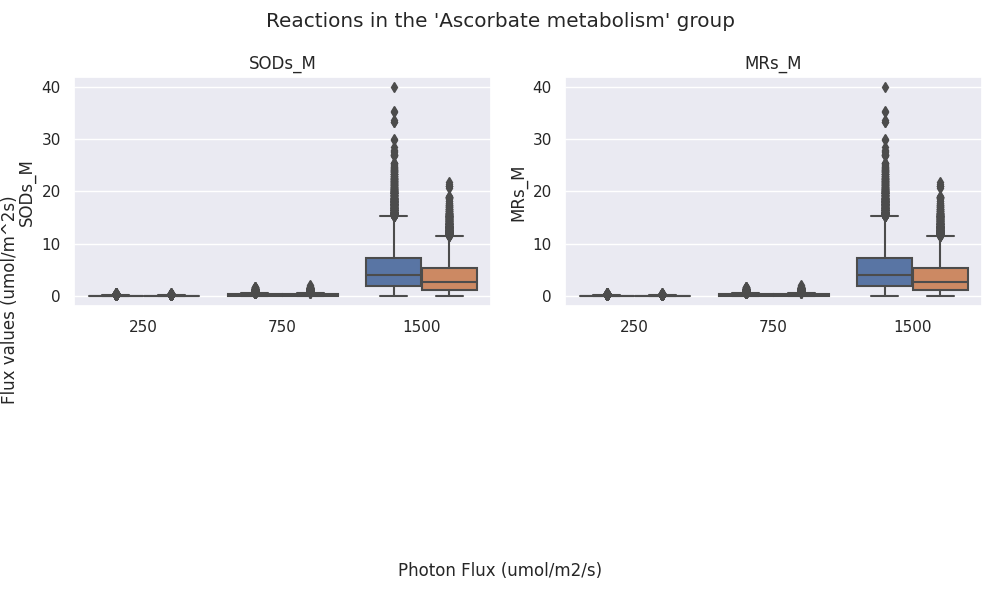 Reactions in the 'Ascorbate metabolism' group
SODs_M
MRs_M
40
30
20
10
0
SODs_M
250
750
1500
40
30
20
10
0
MRs_M
250
750
1500
Flux values (umol/m^2s)
Photon Flux (umol/m2/s)